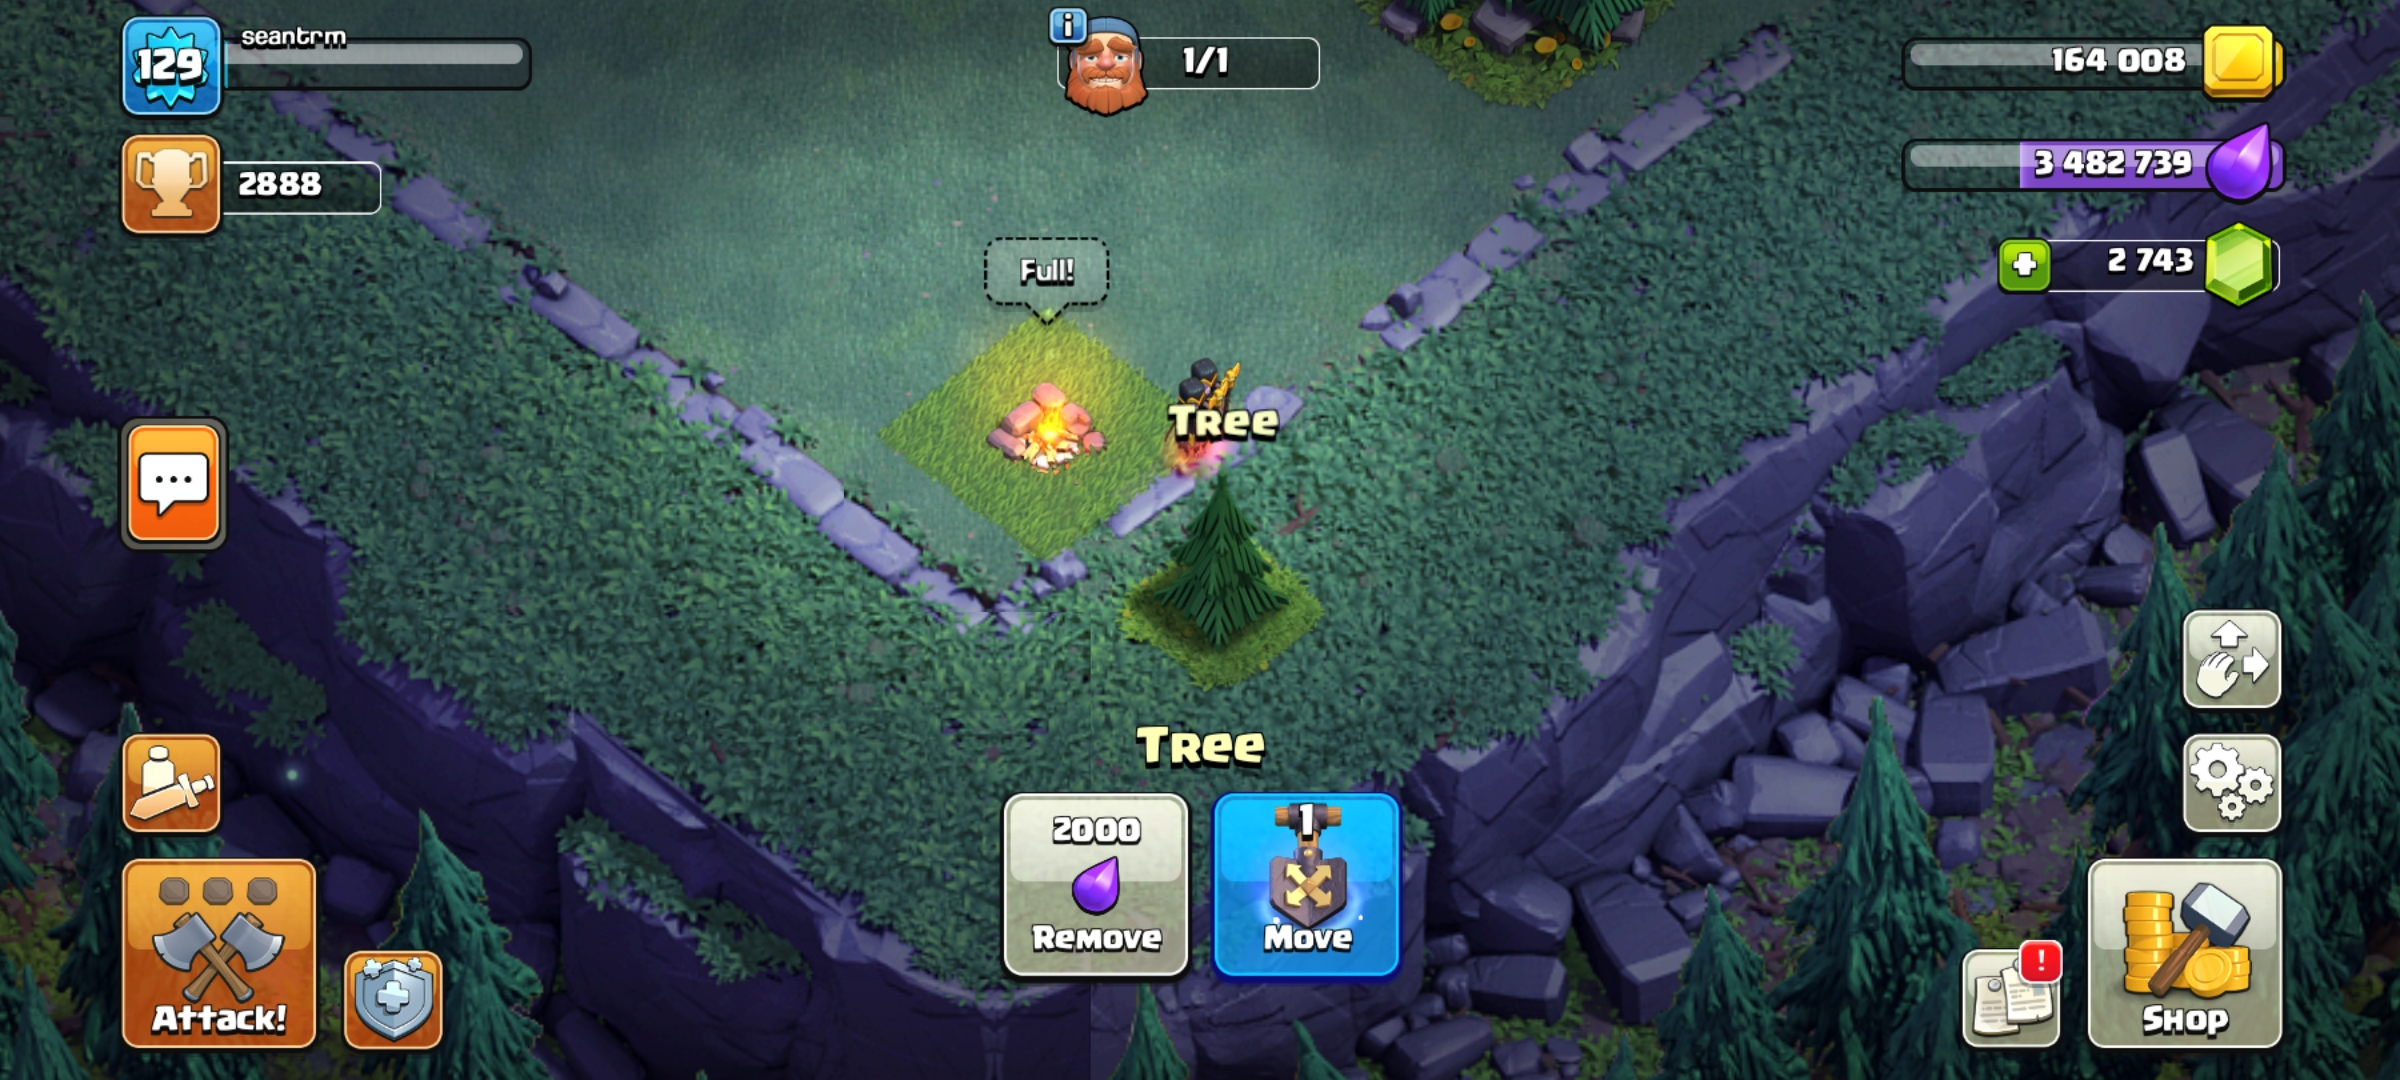 129
seantrm
i
1/1
164 008
2888
3 482 739
2 743
Full!
Tree
Tree
2000
Remove
1
Move
Attack!
!
Shop